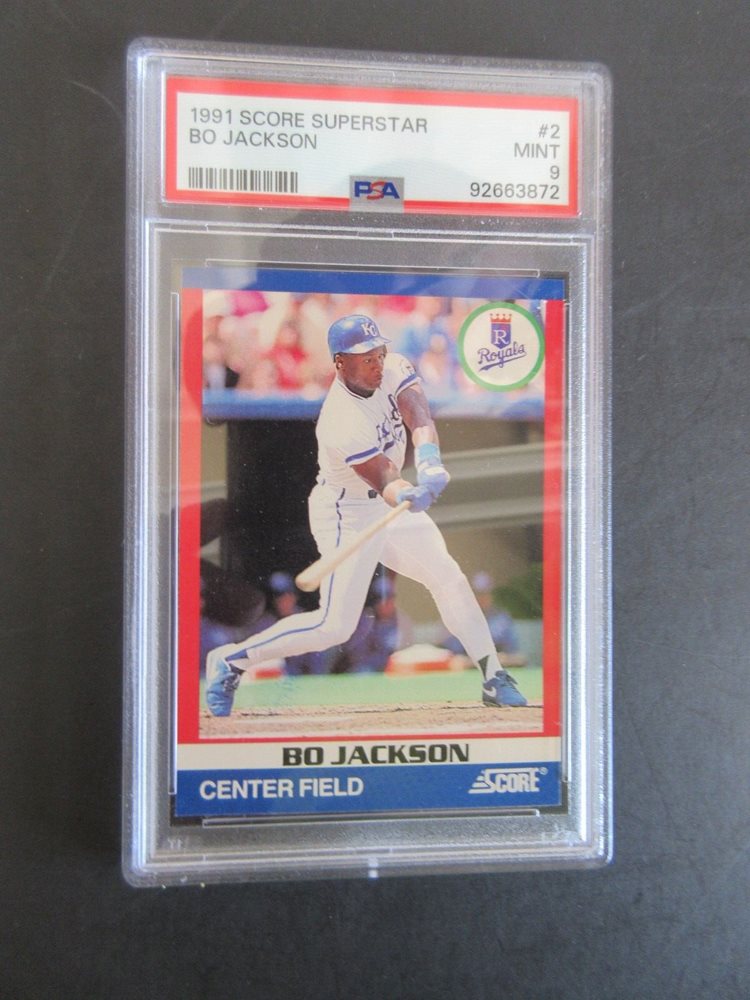 1991 SCORE SUPERSTAR #2
BO JACKSON MINT
9
PSA 92663872
KC
R
Royals
BO JACKSON
CENTER FIELD SCORE®